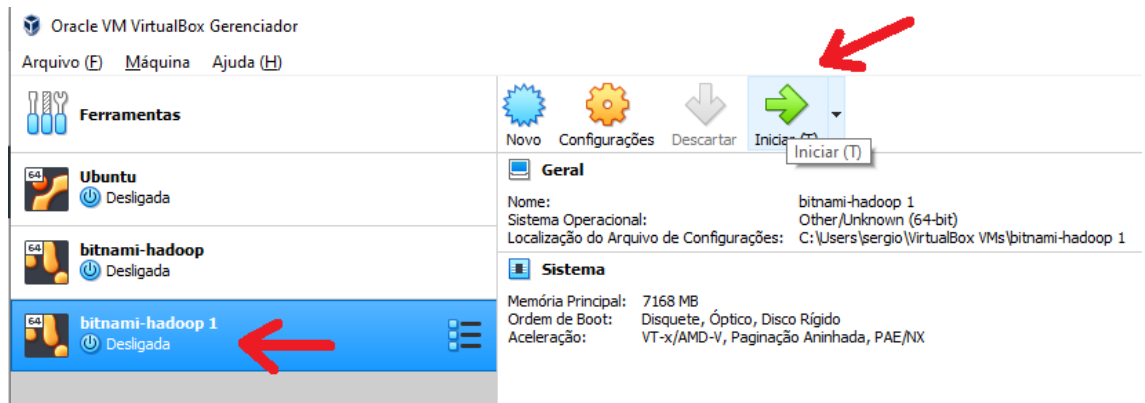 Oracle VM VirtualBox Gerenciador
Arquivo (F) Máquina Ajuda (H)
Ferramentas
Novo Configurações Descartar Iniciar (T)
Iniciar (T)
64
Ubuntu
Desligada
64
bitnami-hadoop
Desligada
64
bitnami-hadoop 1
Desligada
Geral
Nome: bitnami-hadoop 1
Sistema Operacional: Other/Unknown (64-bit)
Localização do Arquivo de Configurações: C:\Users\sergio\VirtualBox VMs\bitnami-hadoop 1
Sistema
Memória Principal: 7168 MB
Ordem de Boot: Disquete, Óptico, Disco Rígido
Aceleração: VT-x/AMD-V, Paginação Aninhada, PAE/NX